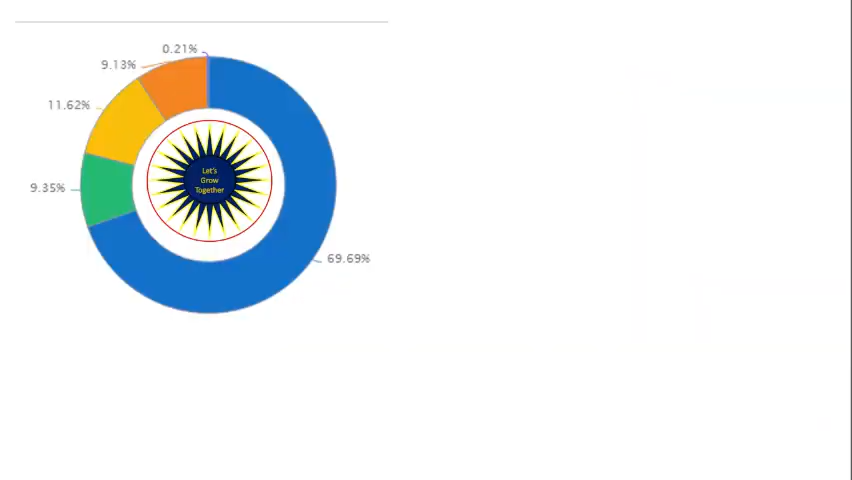 0.21%
9.13%
11.62%
Let's
Grow
Together
9.35%
69.69%